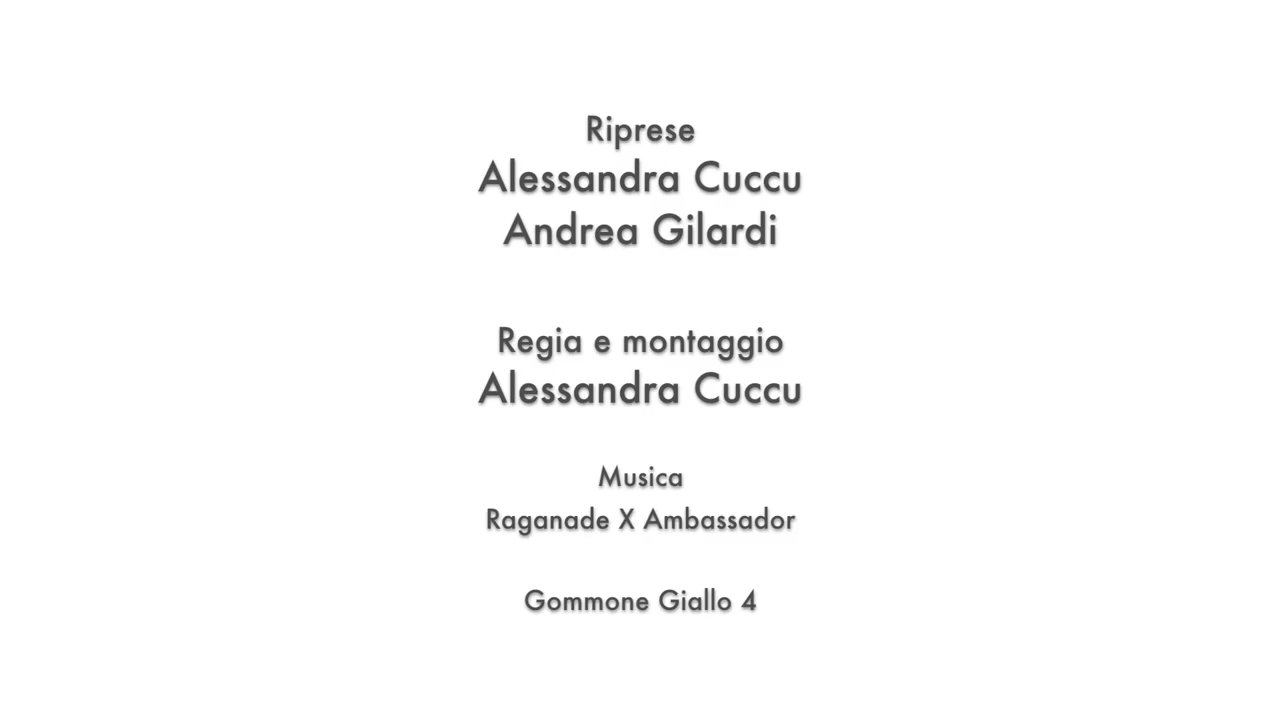 Riprese
Alessandra Cuccu
Andrea Gilardi
Regia e montaggio
Alessandra Cuccu
Musica
Raganade X Ambassador
Gommone Giallo 4